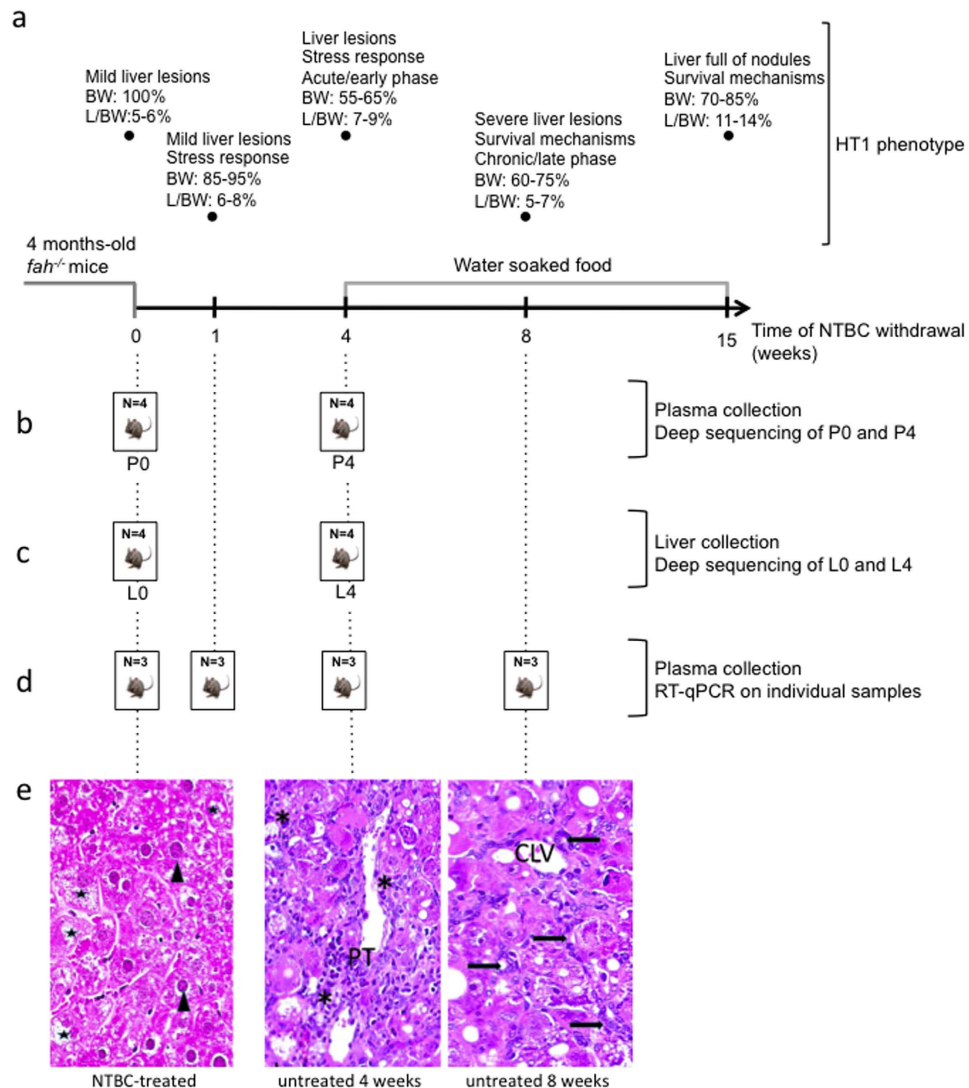 a
Mild liver lesions
BW: 100%
L/BW:5-6%
Mild liver lesions
Stress response
BW: 85-95%
L/BW: 6-8%
Liver lesions
Stress response
Acute/early phase
BW: 55-65%
L/BW: 7-9%
Severe liver lesions
Survival mechanisms
Chronic/late phase
BW: 60-75%
L/BW: 5-7%
Liver full of nodules
Survival mechanisms
BW: 70-85%
L/BW: 11-14%
HT1 phenotype
4 months-old
fah-/- mice
Water soaked food
0
1
4
8
15
Time of NTBC withdrawal
(weeks)
b
N=4
P0
N=4
P4
Plasma collection
Deep sequencing of P0 and P4
c
N=4
L0
N=4
L4
Liver collection
Deep sequencing of L0 and L4
d
N=3
N=3
N=3
N=3
Plasma collection
RT-qPCR on individual samples
e
PT
CLV
NTBC-treated
untreated 4 weeks
untreated 8 weeks